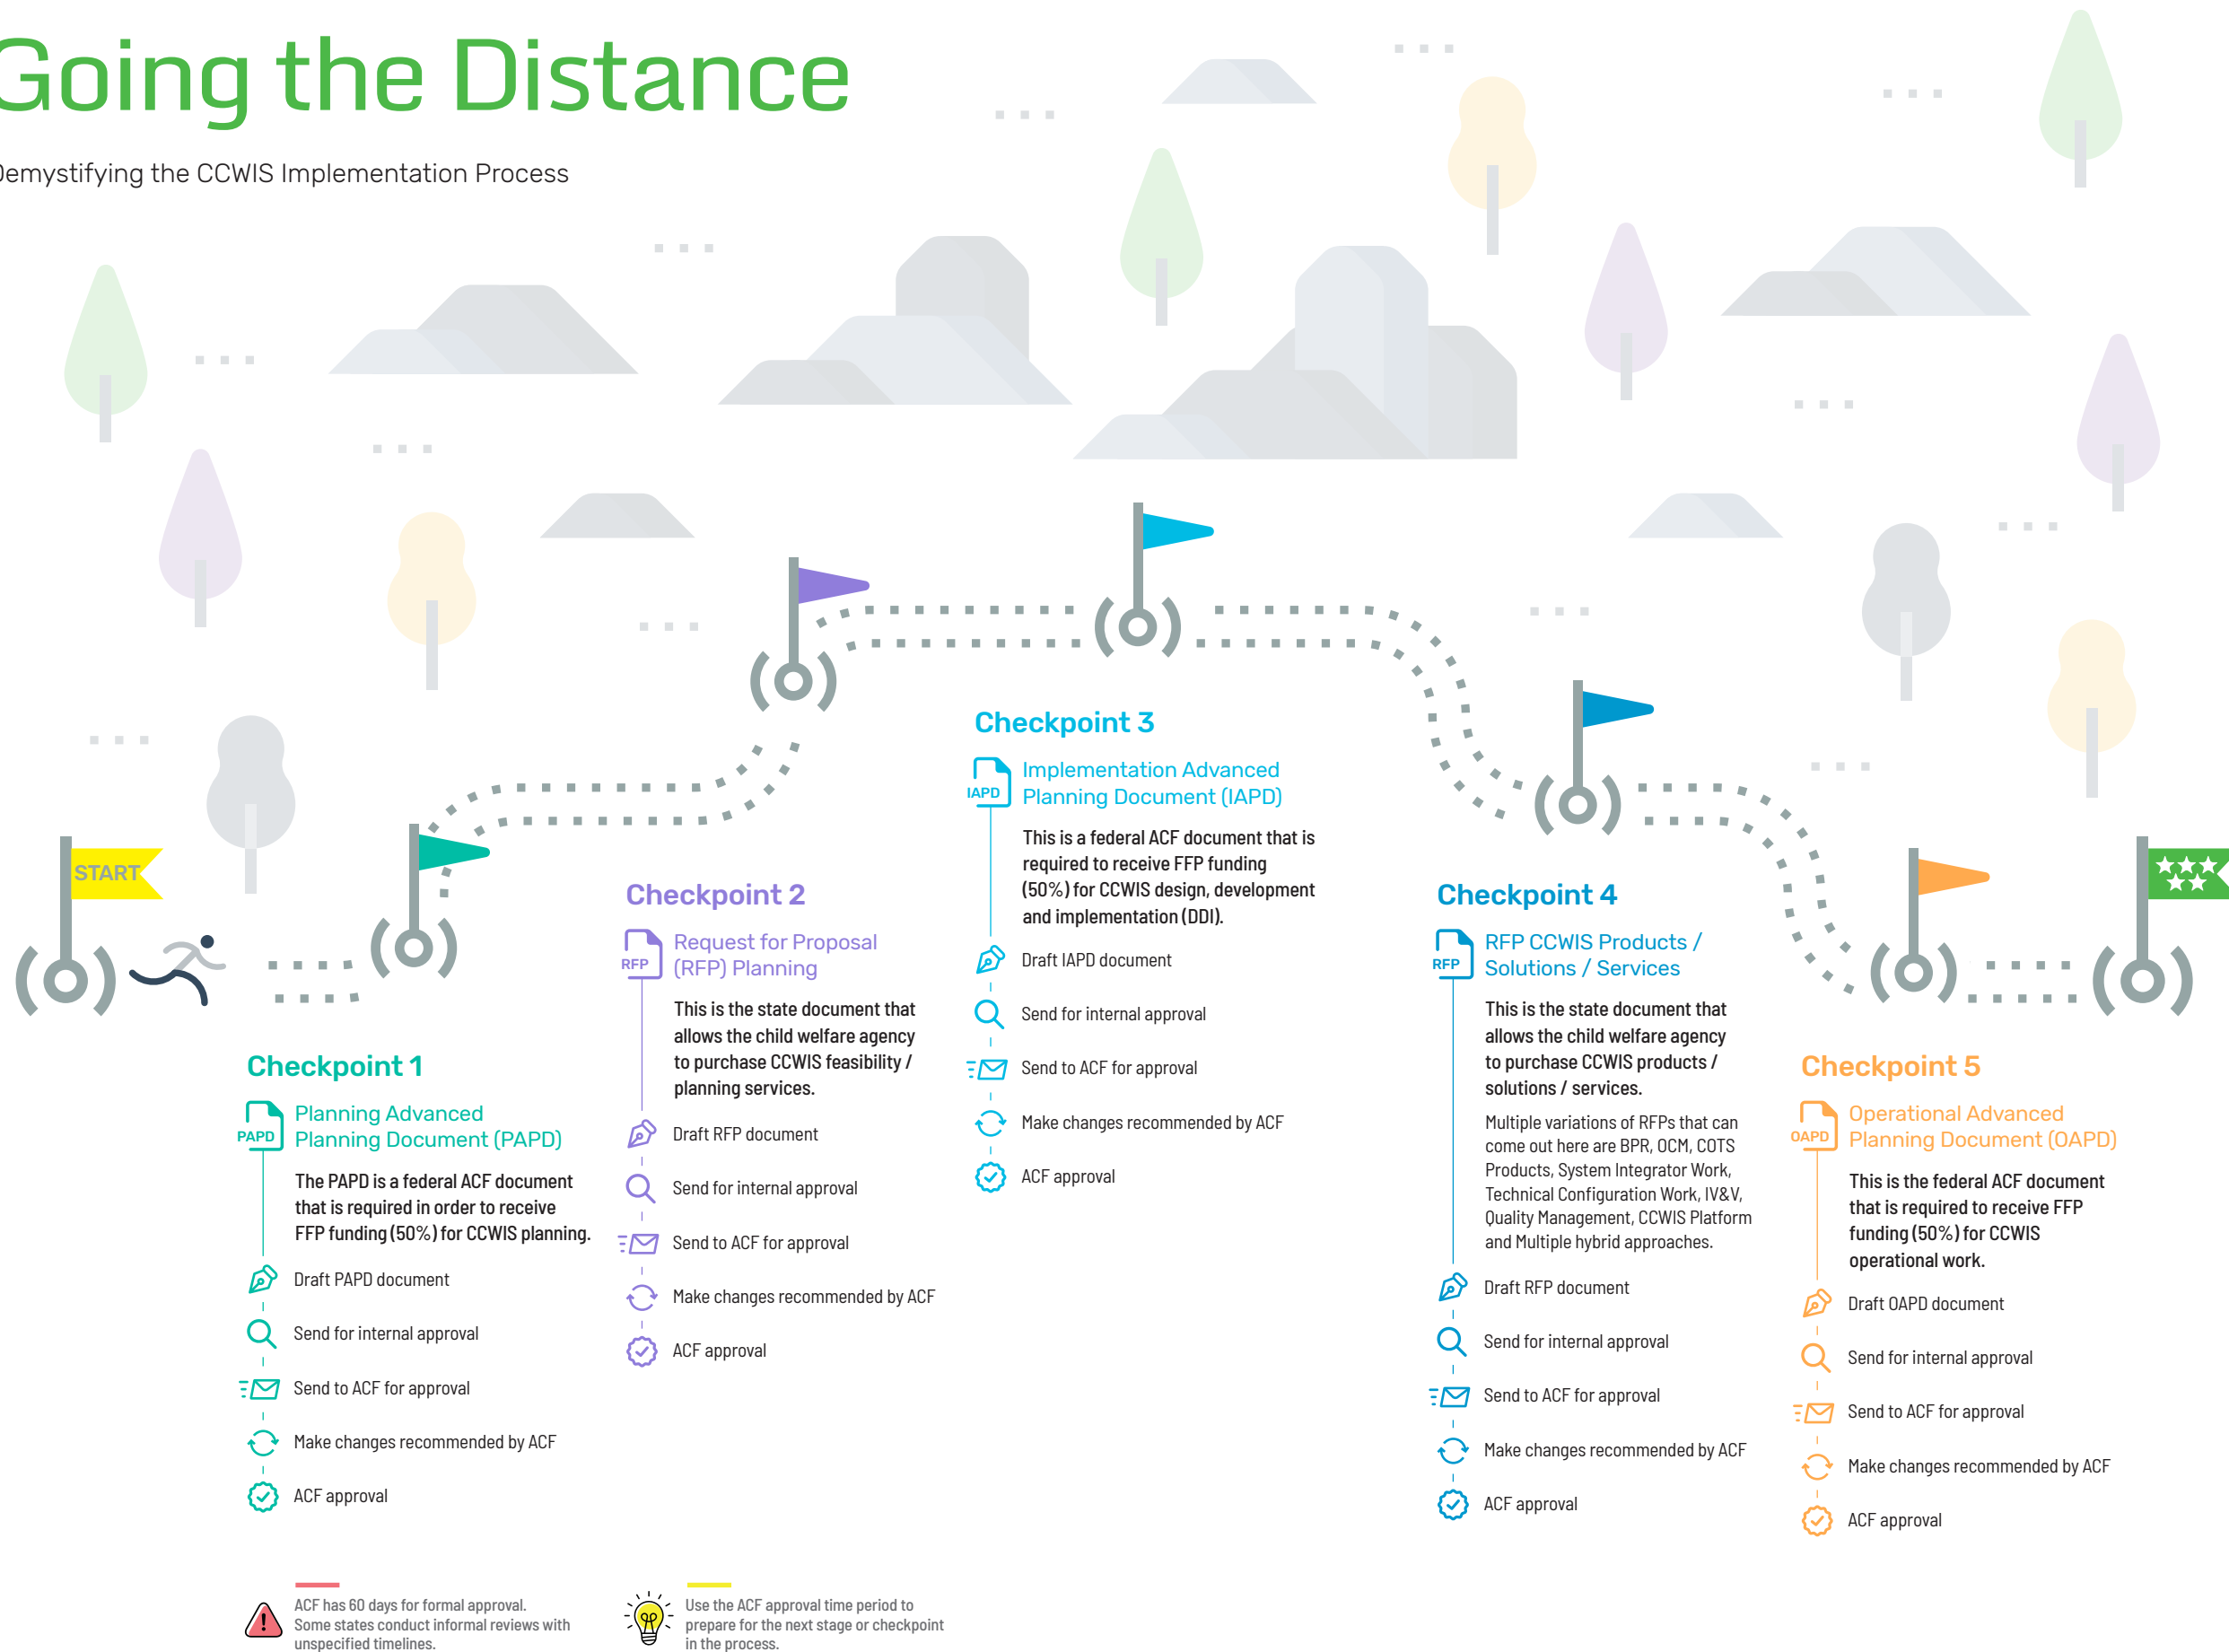 Going the Distance
Demystifying the CCWIS Implementation Process
START
Checkpoint 1
PAPD
Planning Advanced
Planning Document (PAPD)
The PAPD is a federal ACF document
that is required in order to receive
FFP funding (50%) for CCWIS planning.
Draft PAPD document
Send for internal approval
Send to ACF for approval
Make changes recommended by ACF
ACF approval
Checkpoint 2
RFP
Request for Proposal
(RFP) Planning
This is the state document that
allows the child welfare agency
to purchase CCWIS feasibility /
planning services.
Draft RFP document
Send for internal approval
Send to ACF for approval
Make changes recommended by ACF
ACF approval
Checkpoint 3
IAPD
Implementation Advanced
Planning Document (IAPD)
This is a federal ACF document that is
required to receive FFP funding
(50%) for CCWIS design, development
and implementation (DDI).
Draft IAPD document
Send for internal approval
Send to ACF for approval
Make changes recommended by ACF
ACF approval
Checkpoint 4
RFP
RFP CCWIS Products /
Solutions / Services
This is the state document that
allows the child welfare agency
to purchase CCWIS products /
solutions / services.
Multiple variations of RFPs that can
come out here are BPR, OCM, COTS
Products, System Integrator Work,
Technical Configuration Work, IV&V,
Quality Management, CCWIS Platform
and Multiple hybrid approaches.
Draft RFP document
Send for internal approval
Send to ACF for approval
Make changes recommended by ACF
ACF approval
Checkpoint 5
OAPD
Operational Advanced
Planning Document (OAPD)
This is the federal ACF document
that is required to receive FFP
funding (50%) for CCWIS
operational work.
Draft OAPD document
Send for internal approval
Send to ACF for approval
Make changes recommended by ACF
ACF approval
ACF has 60 days for formal approval.
Some states conduct informal reviews with
unspecified timelines.
Use the ACF approval time period to
prepare for the next stage or checkpoint
in the process.